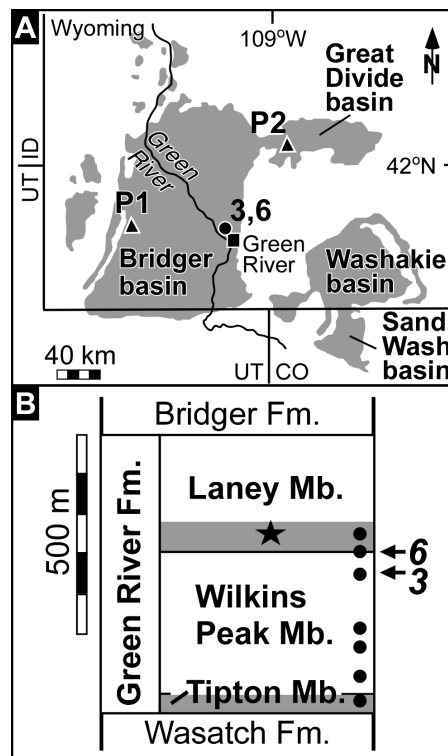 A
Wyoming
109°W
N
Great
Divide
basin
P2
UT ID
Green
River
42°N
P1
3,6
Green
River
Bridger
basin
Washakie
basin
Sand
Wash
basin
40 km
UT CO
B
Bridger Fm.
Green River Fm.
Laney Mb.
500 m
6
3
Wilkins
Peak Mb.
Tipton Mb.
Wasatch Fm.